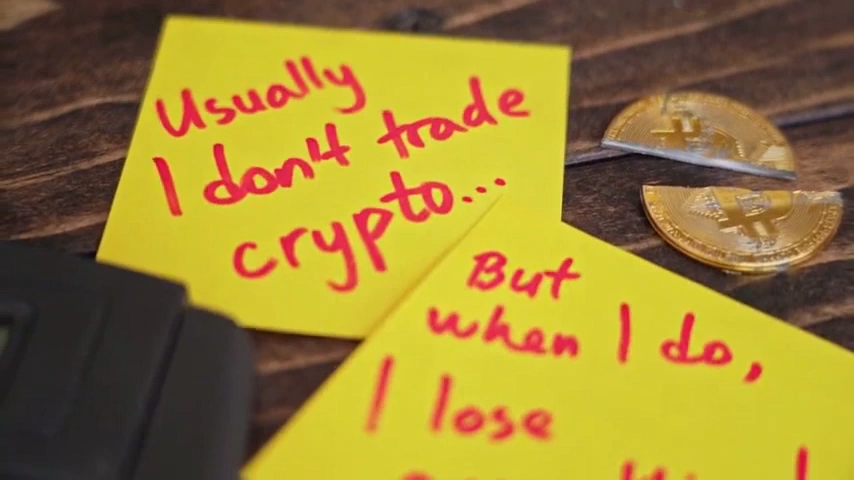 Usually
I don't trade
crypto...
But
when I do,
I lose